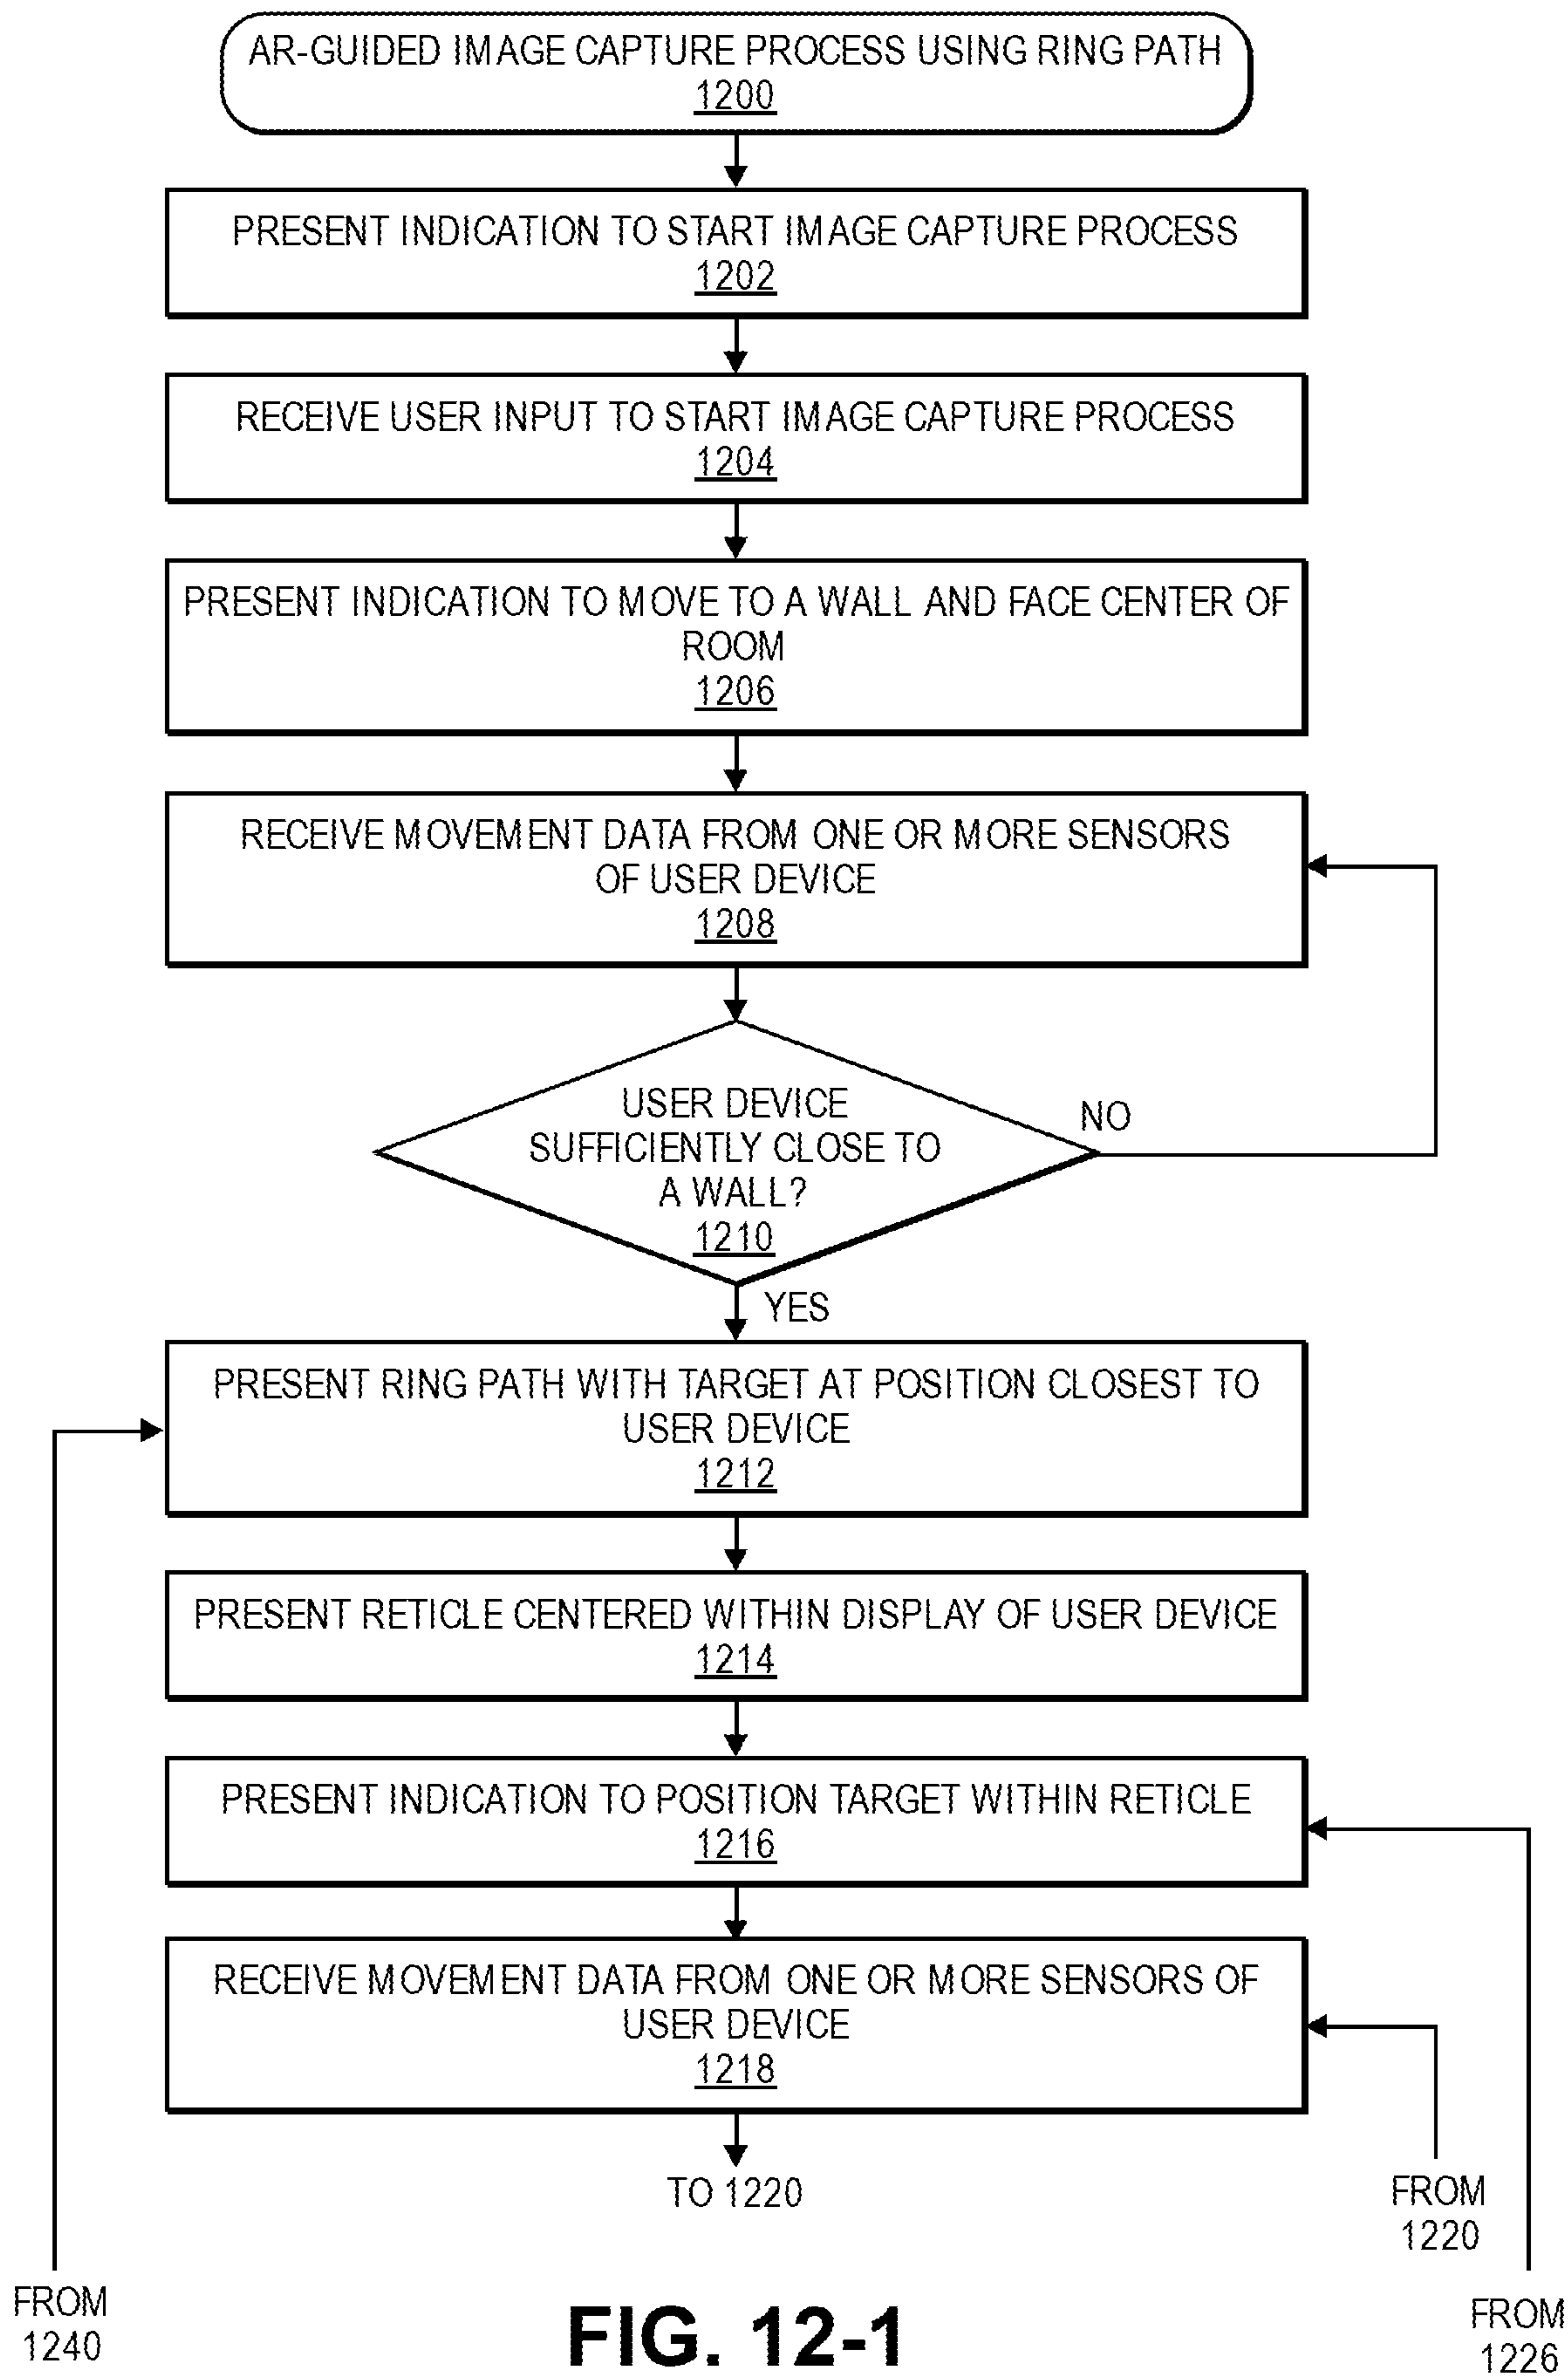 AR-GUIDED IMAGE CAPTURE PROCESS USING RING PATH
1200
PRESENT INDICATION TO START IMAGE CAPTURE PROCESS
1202
RECEIVE USER INPUT TO START IMAGE CAPTURE PROCESS
1204
PRESENT INDICATION TO MOVE TO A WALL AND FACE CENTER OF
ROOM
1206
RECEIVE MOVEMENT DATA FROM ONE OR MORE SENSORS
OF USER DEVICE
1208
USER DEVICE
SUFFICIENTLY CLOSE TO
A WALL?
1210
NO
YES
PRESENT RING PATH WITH TARGET AT POSITION CLOSEST TO
USER DEVICE
1212
PRESENT RETICLE CENTERED WITHIN DISPLAY OF USER DEVICE
1214
PRESENT INDICATION TO POSITION TARGET WITHIN RETICLE
1216
RECEIVE MOVEMENT DATA FROM ONE OR MORE SENSORS OF
USER DEVICE
1218
TO 1220
FROM
1220
FROM
1240
FROM
1226
FIG. 12-1